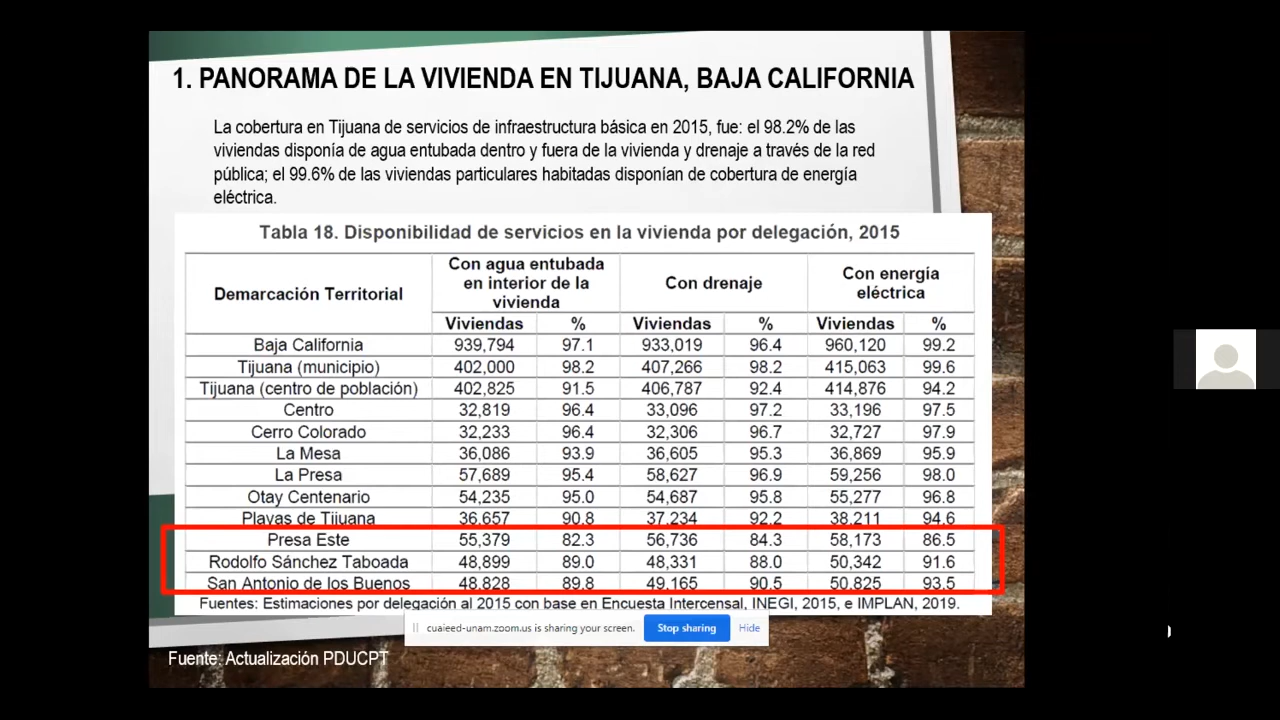 1. PANORAMA DE LA VIVIENDA EN TIJUANA, BAJA CALIFORNIA
La cobertura en Tijuana de servicios de infraestructura básica en 2015, fue: el 98.2% de las
viviendas disponía de agua entubada dentro y fuera de la vivienda y drenaje a través de la red
pública; el 99.6% de las viviendas particulares habitadas disponían de cobertura de energía
eléctrica.
Tabla 18. Disponibilidad de servicios en la vivienda por delegación, 2015
Demarcación Territorial Con agua entubada en interior de la vivienda Con drenaje Con energía eléctrica
Viviendas % Viviendas % Viviendas %
Baja California 939,794 97.1 933,019 96.4 960,120 99.2
Tijuana (municipio) 402,000 98.2 407,266 98.2 415,063 99.6
Tijuana (centro de población) 402,825 91.5 406,787 92.4 414,876 94.2
Centro 32,819 96.4 33,096 97.2 33,196 97.5
Cerro Colorado 32,233 96.4 32,306 96.7 32,727 97.9
La Mesa 36,086 93.9 36,605 95.3 36,869 95.9
La Presa 57,689 95.4 58,627 96.9 59,256 98.0
Otay Centenario 54,235 95.0 54,687 95.8 55,277 96.8
Playas de Tijuana 36,657 90.8 37,234 92.2 38,211 94.6
Presa Este 55,379 82.3 56,736 84.3 58,173 86.5
Rodolfo Sánchez Taboada 48,899 89.0 48,331 88.0 50,342 91.6
San Antonio de los Buenos 48,828 89.8 49,165 90.5 50,825 93.5
Fuentes: Estimaciones por delegación al 2015 con base en Encuesta Intercensal, INEGI, 2015, e IMPLAN, 2019.
cuaieed-unam.zoom.us is sharing your screen. Stop sharing Hide
Fuente: Actualización PDUCPT